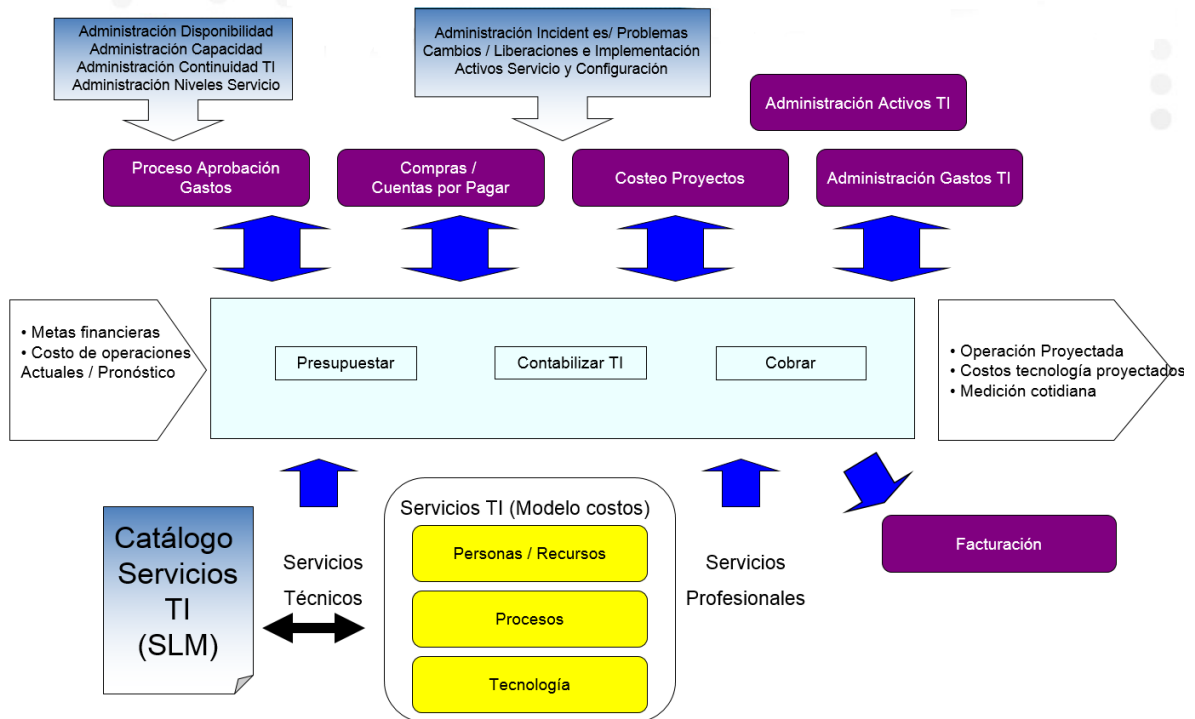 Administración Disponibilidad
Administración Capacidad
Administración Continuidad TI
Administración Niveles Servicio
Administración Incident es/ Problemas
Cambios / Liberaciones e Implementación
Activos Servicio y Configuración
Administración Activos TI
Proceso Aprobación
Gastos
Compras /
Cuentas por Pagar
Costeo Proyectos
Administración Gastos TI
• Metas financieras
• Costo de operaciones
Actuales / Pronóstico
Presupuestar
Contabilizar TI
Cobrar
• Operación Proyectada
• Costos tecnología proyectados
• Medición cotidiana
Catálogo
Servicios
TI
(SLM)
Servicios
Técnicos
Servicios TI (Modelo costos)
Personas / Recursos
Procesos
Tecnología
Servicios
Profesionales
Facturación